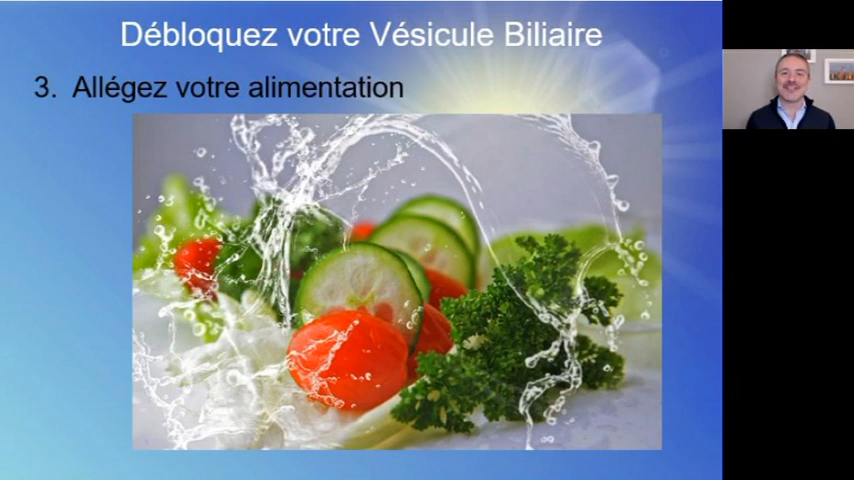 Débloquez votre Vésicule Biliaire
3. Allégez votre alimentation